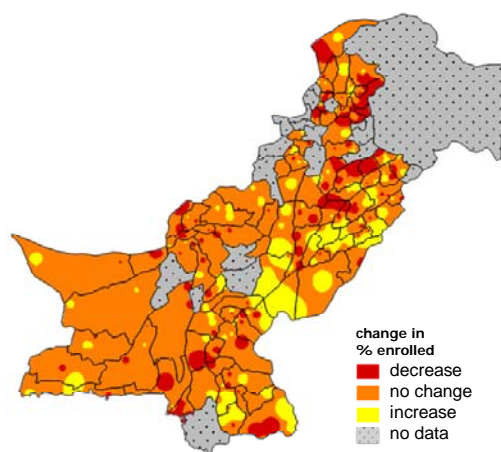 change in
% enrolled
decrease
no change
increase
no data